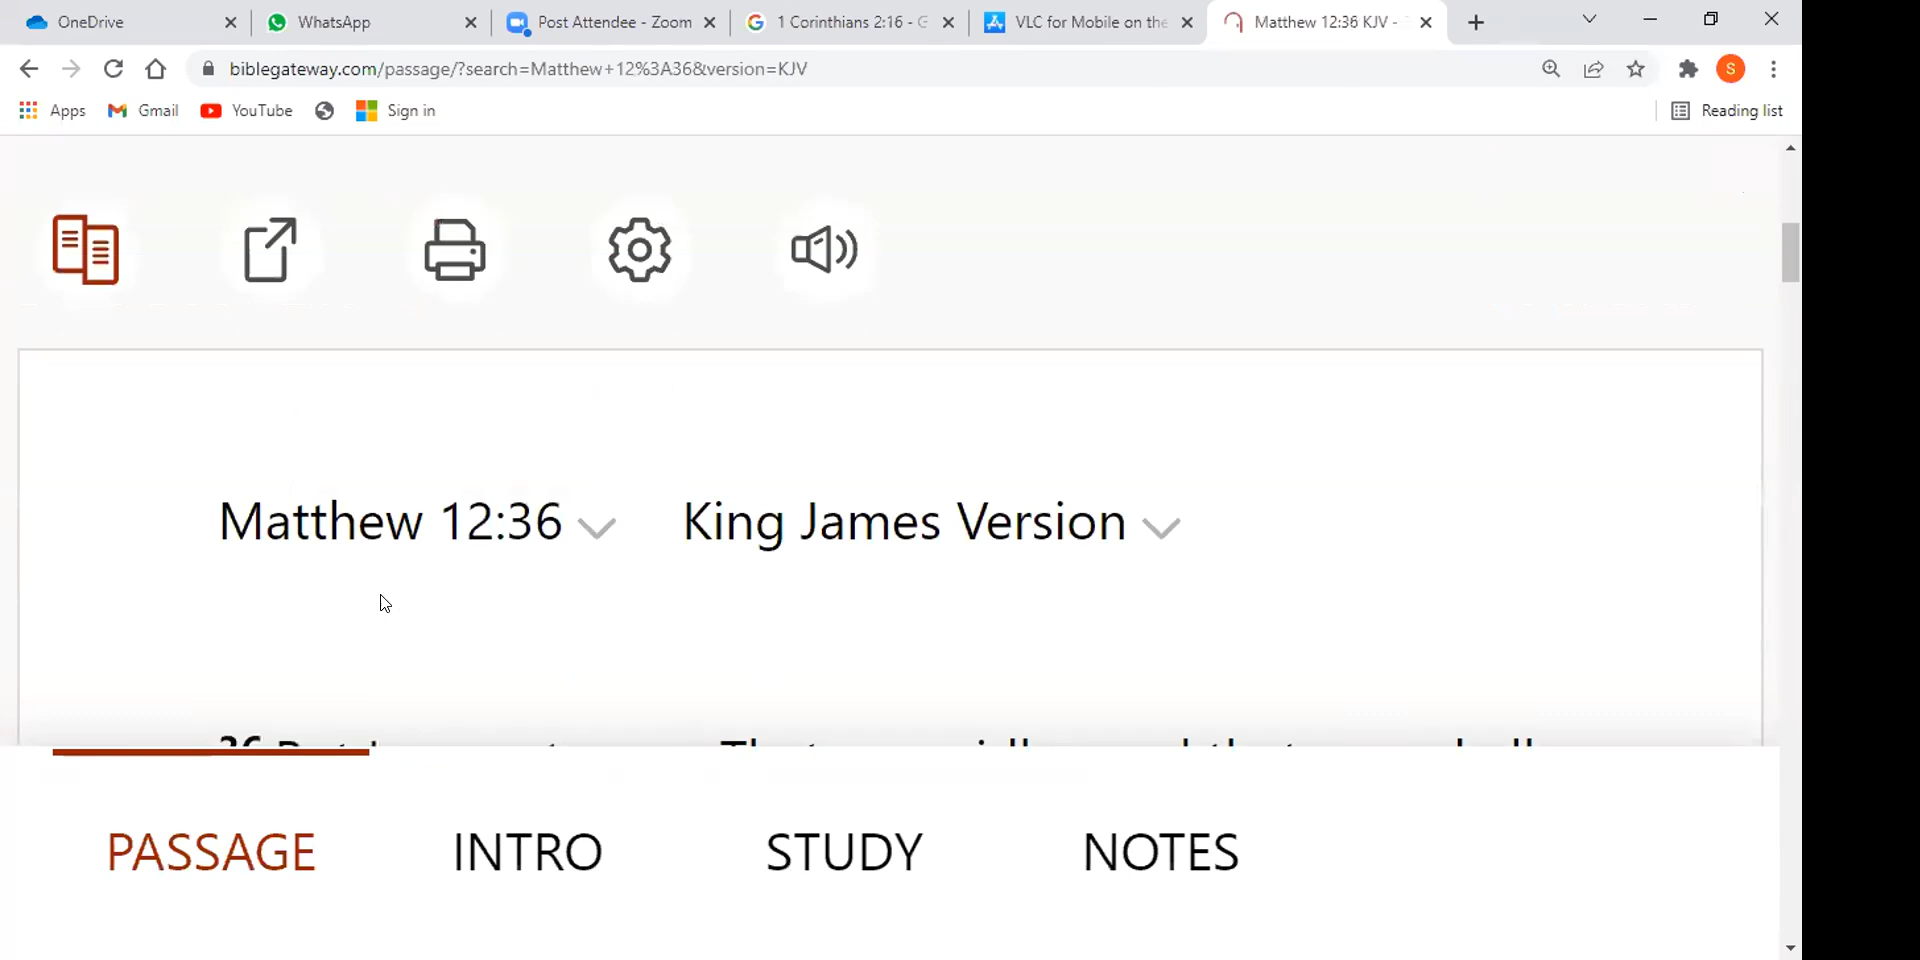 OneDrive WhatsApp Post Attendee - Zoom 1 Corinthians 2:16 - G VLC for Mobile on the Matthew 12:36 KJV -
biblegateway.com/passage/?search=Matthew+12%3A36&version=KJV S
Apps Gmail YouTube Sign in Reading list
Matthew 12:36 King James Version
PASSAGE INTRO STUDY NOTES